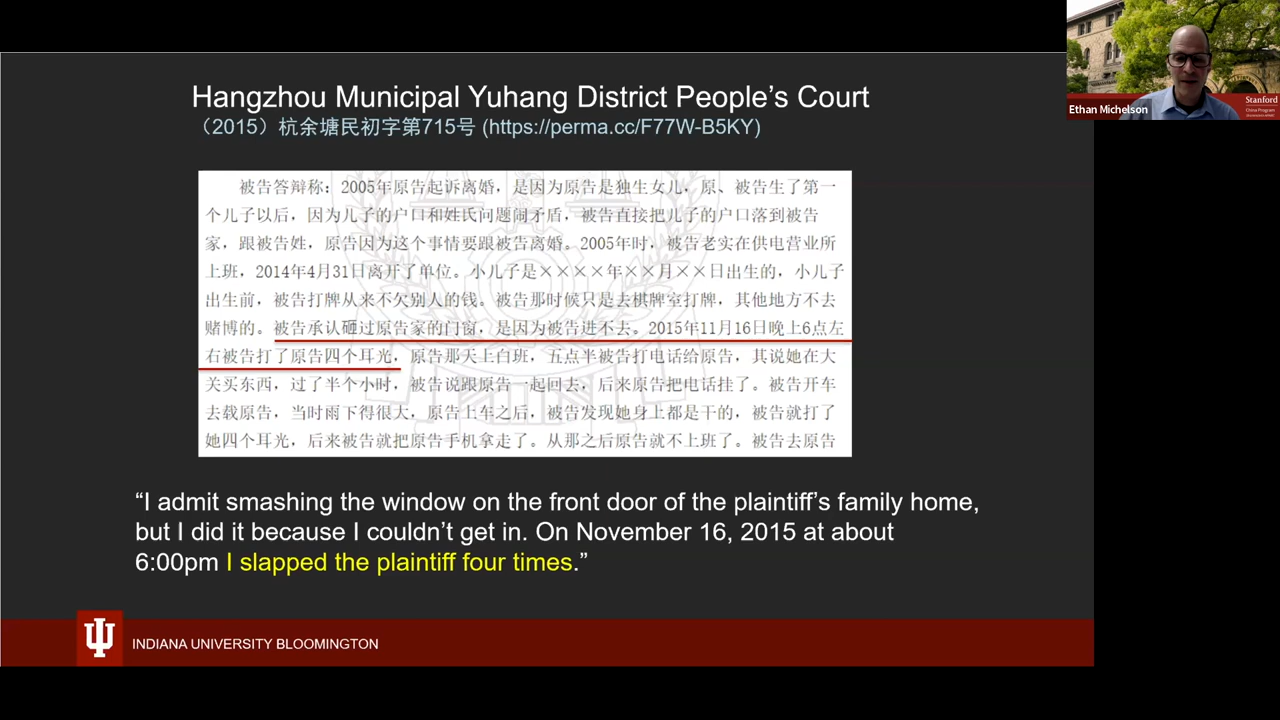 Hangzhou Municipal Yuhang District People's Court
（2015）杭余塘民初字第715号 (https://perma.cc/F77W-B5KY)
被告答辩称：2005年原告起诉离婚，是因为原告是独生女儿，原、被告生了第一
个儿子以后，因为儿子的户口和姓氏问题闹矛盾，被告直接把儿子的户口落到被告
家，跟被告姓，原告因为这个事情要跟被告离婚。2005年时，被告老实在供电营业所
上班，2014年4月31日离开了单位。小儿子是××××年××月××日出生的，小儿子
出生前，被告打牌从来不欠别人的钱。被告那时候只是去棋牌室打牌，其他地方不去
赌博的。被告承认砸过原告家的门窗，是因为被告进不去。2015年11月16日晚上6点左
右被告打了原告四个耳光，原告那天上白班，五点半被告打电话给原告，其说她在大
关买东西，过了半个小时，被告说跟原告一起回去，后来原告把电话挂了。被告开车
去载原告，当时雨下得很大，原告上车之后，被告发现她身上都是干的，被告就打了
她四个耳光，后来被告就把原告手机拿走了。从那之后原告就不上班了。被告去原告
“I admit smashing the window on the front door of the plaintiff’s family home,
but I did it because I couldn’t get in. On November 16, 2015 at about
6:00pm I slapped the plaintiff four times.”
INDIANA UNIVERSITY BLOOMINGTON
Ethan Michelson
Stanford
China Program